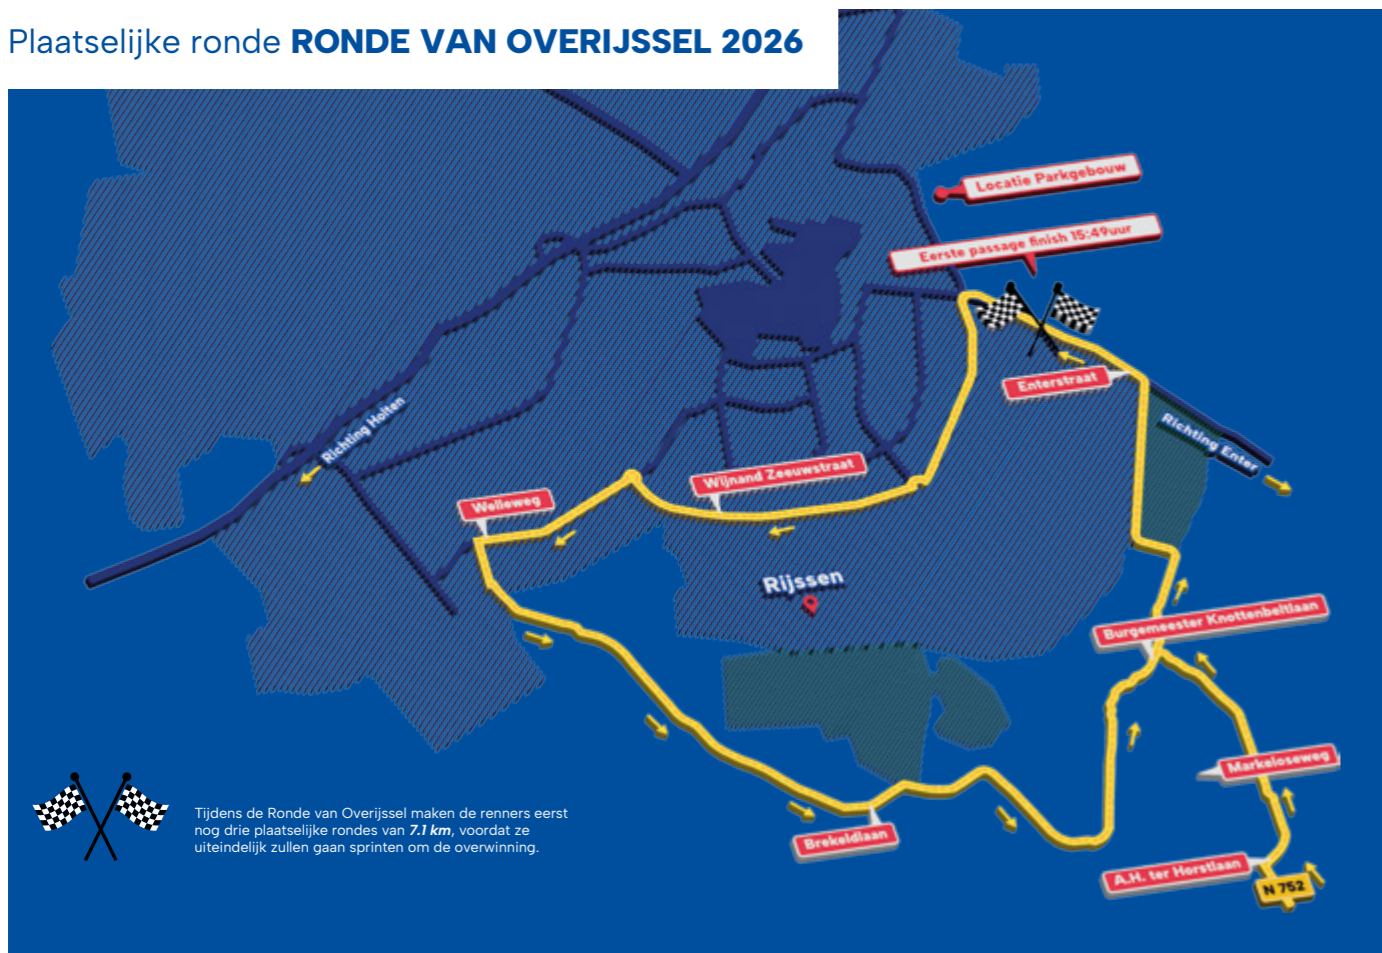 Plaatselijke ronde RONDE VAN OVERIJSSEL 2026
Locatie Parkgebouw
Eerste passage finish 15:49uur
Enterstraat
Richting Holten
Richting Enter
Wijnand Zeeuwstraat
Welleweg
Rijssen
Burgemeester Knottenbeltlaan
Markeloseweg
Brekeldlaan
A.H. ter Horstlaan
N 752
Tijdens de Ronde van Overijssel maken de renners eerst
nog drie plaatselijke rondes van 7.1 km, voordat ze
uiteindelijk zullen gaan sprinten om de overwinning.